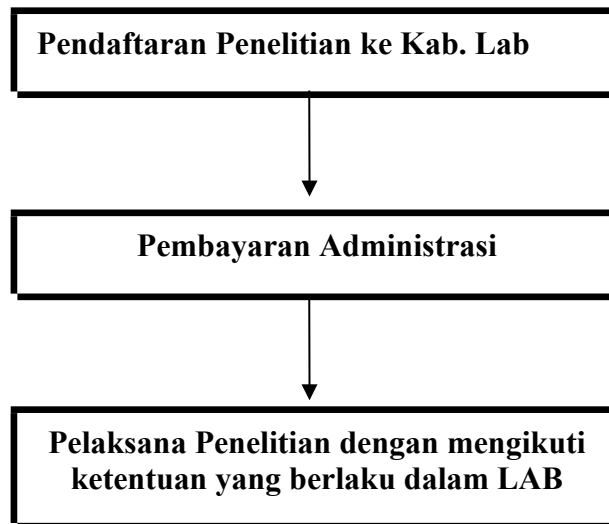 Pendaftaran Penelitian ke Kab. Lab
Pembayaran Administrasi
Pelaksana Penelitian dengan mengikuti
ketentuan yang berlaku dalam LAB